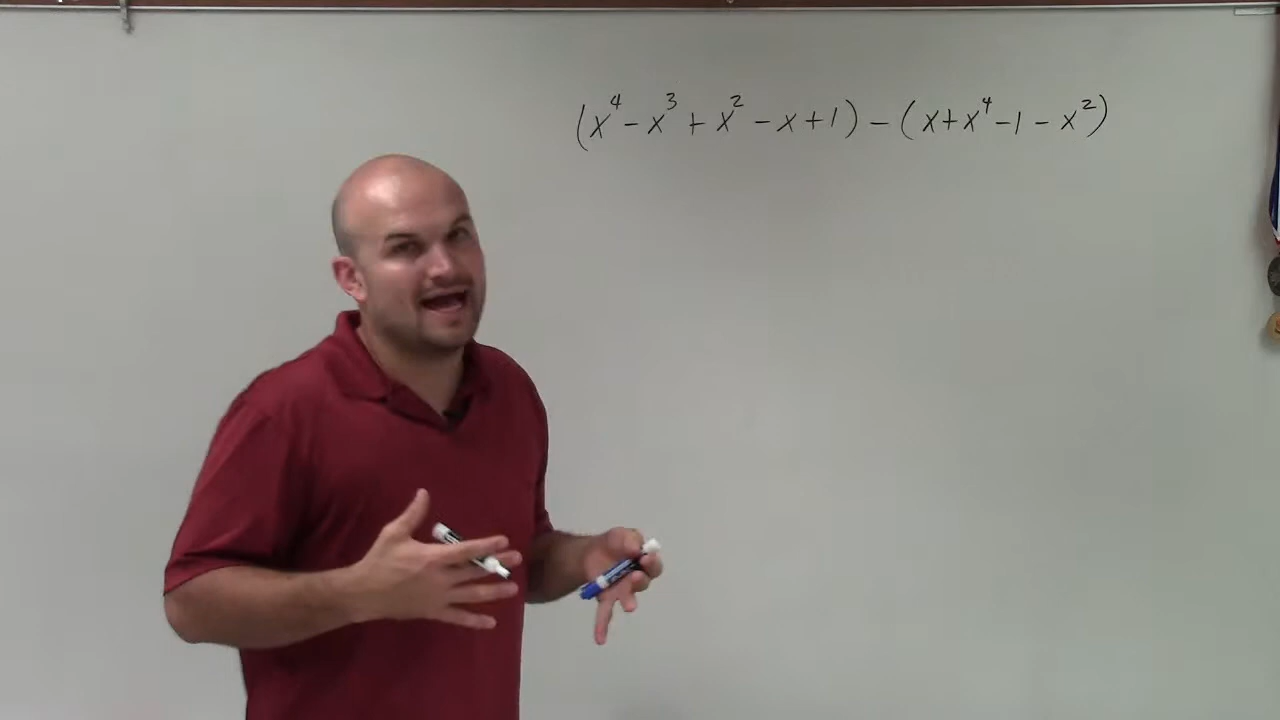 (x⁴ - x³ + x² - x + 1) - (x + x⁴ - 1 - x²)